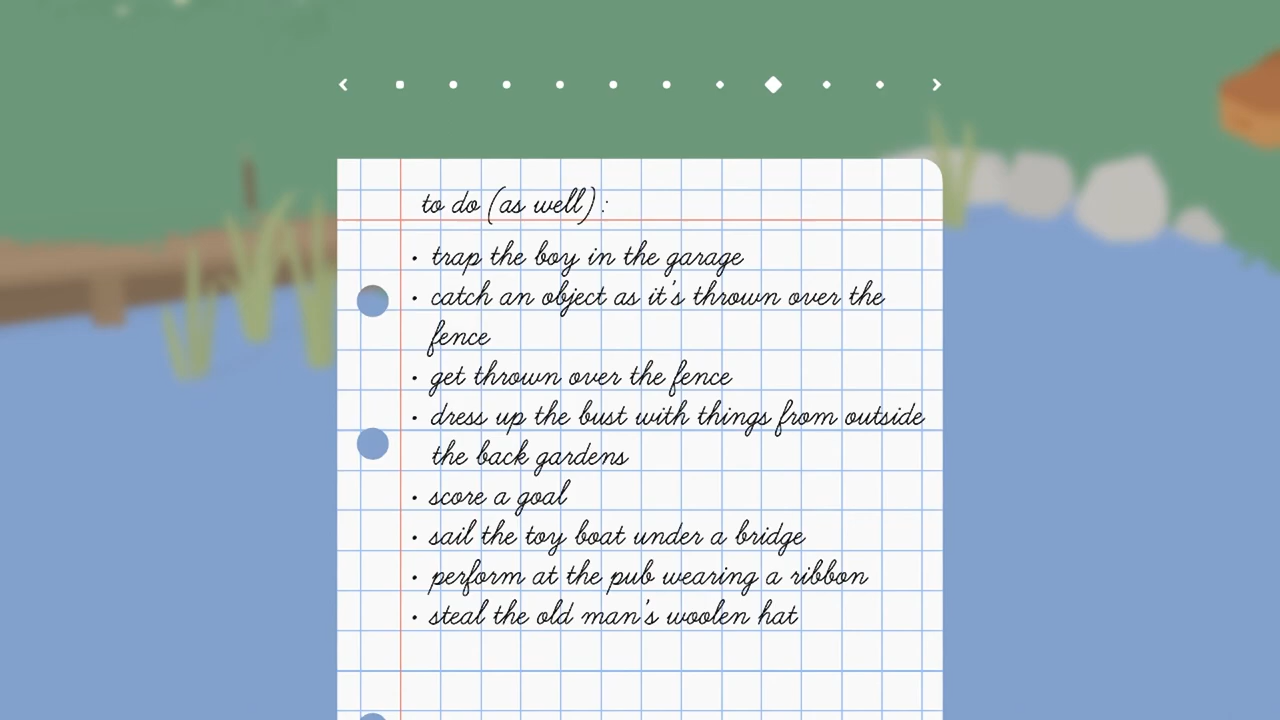 to do (as well):
• trap the boy in the garage
• catch an object as it's thrown over the
fence
• get thrown over the fence
• dress up the bust with things from outside
the back gardens
• score a goal
• sail the toy boat under a bridge
• perform at the pub wearing a ribbon
• steal the old man's woolen hat